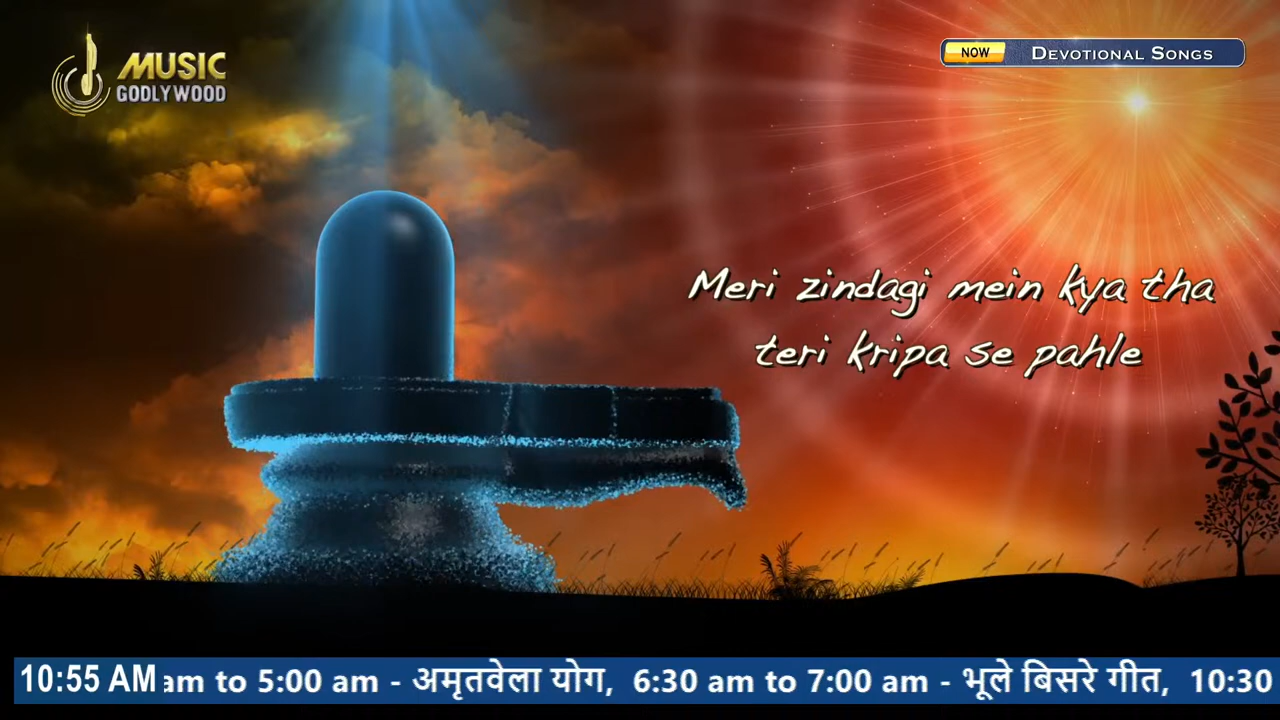 MUSIC
GODLYWOOD
NOW DEVOTIONAL SONGS
Meri zindagi mein kya tha
teri kripa se pahle
10:55 AM am to 5:00 am - अमृतवेला योग, 6:30 am to 7:00 am - भूले बिसरे गीत, 10:30